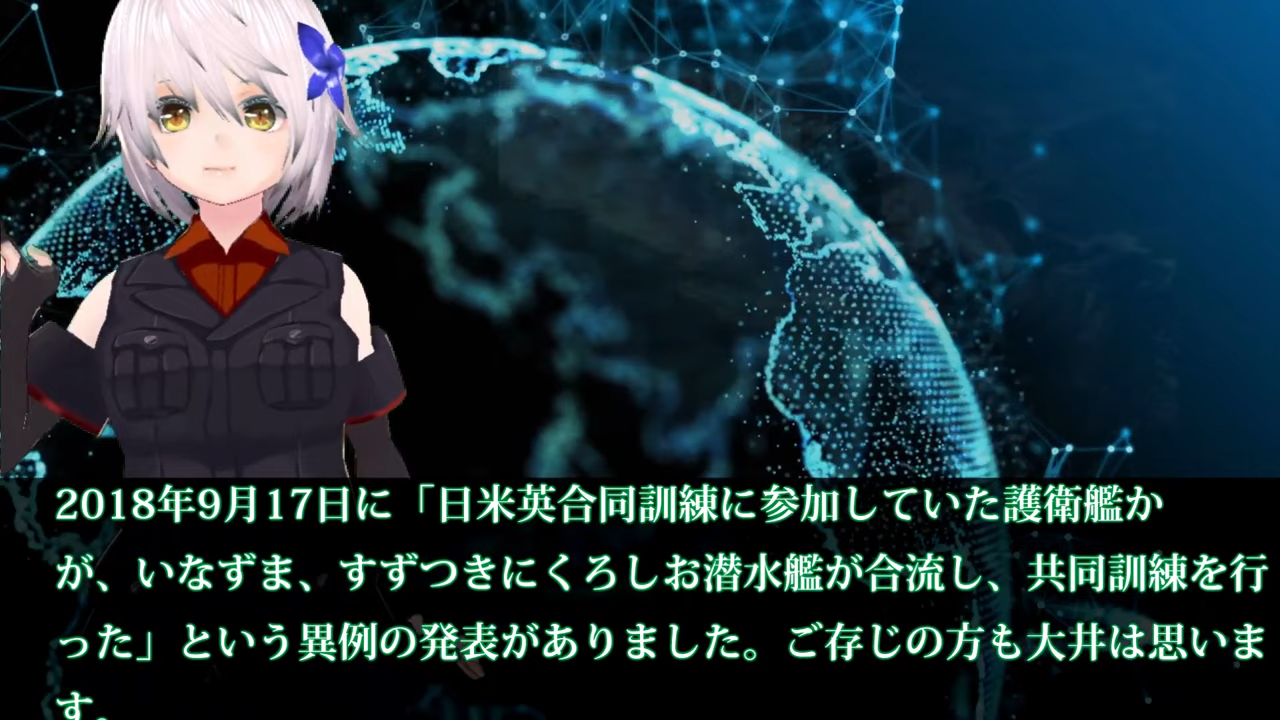 2018年9月17日に「日米英合同訓練に参加していた護衛艦か
が、いなずま、すずつきにくろしお潜水艦が合流し、共同訓練を行
った」という異例の発表がありました。ご存じの方も大井は思いま
す。